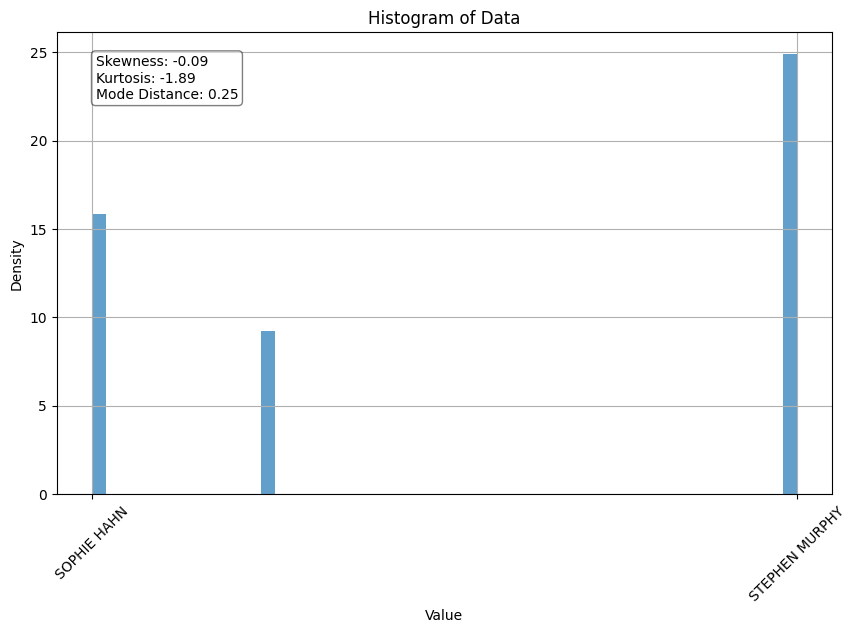 Histogram of Data
Skewness: -0.09
Kurtosis: -1.89
Mode Distance: 0.25
25
20
15
10
5
0
Density
SOPHIE HAHN
STEPHEN MURPHY
Value